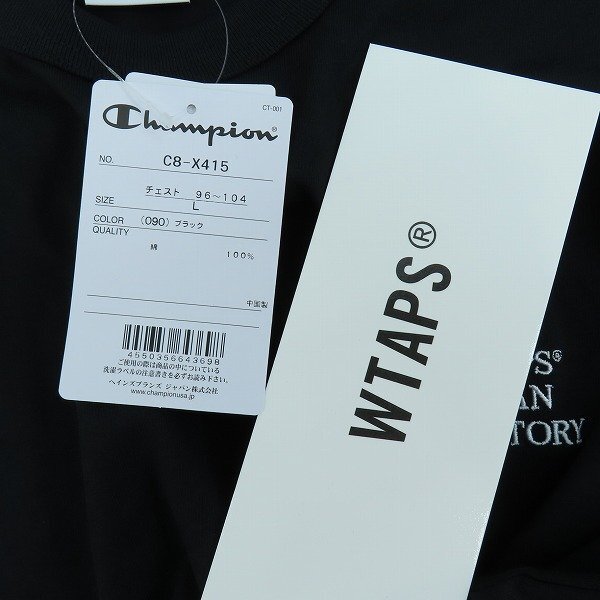 CT-001
Champion
NO. C8-X415
チェスト 96～104
SIZE L
COLOR (090) ブラック
QUALITY
綿 100%
中国製
4550356643698
ご使用の際は商品の中についている
洗濯ラベルの注意書きを必ずお読み下さい。
ヘインズブランズ ジャパン株式会社
www.championusa.jp
WTAPS®
S®
AN
TORY